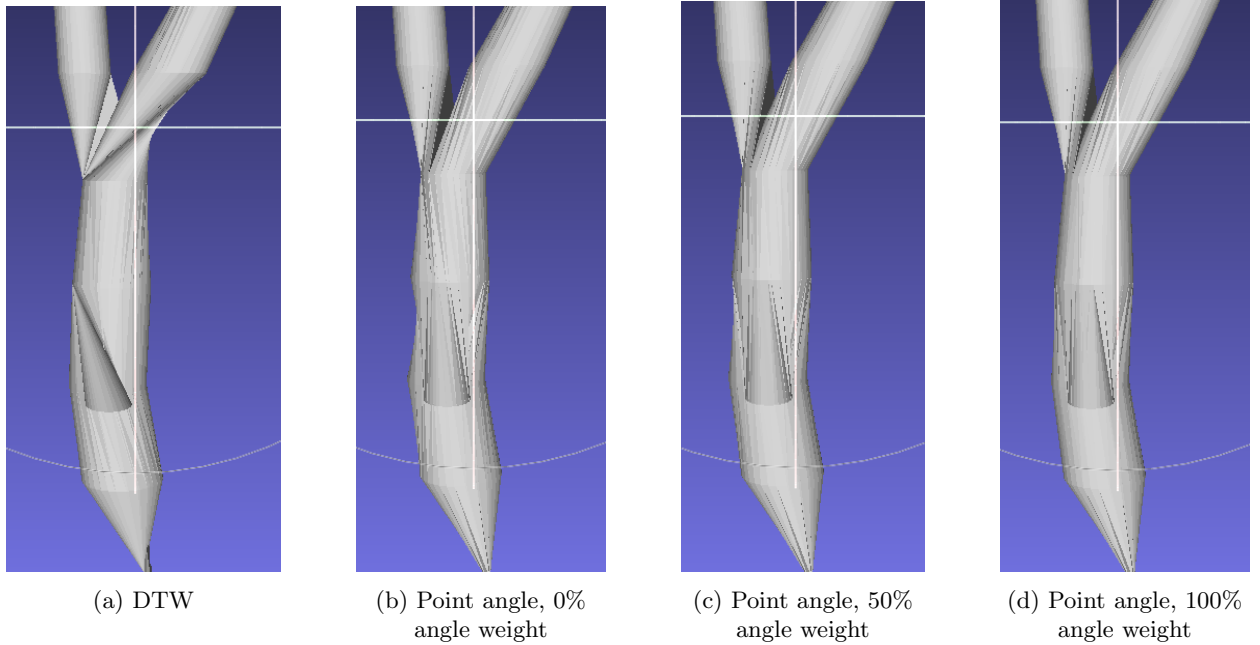 (a) DTW
(b) Point angle, 0%
angle weight
(c) Point angle, 50%
angle weight
(d) Point angle, 100%
angle weight